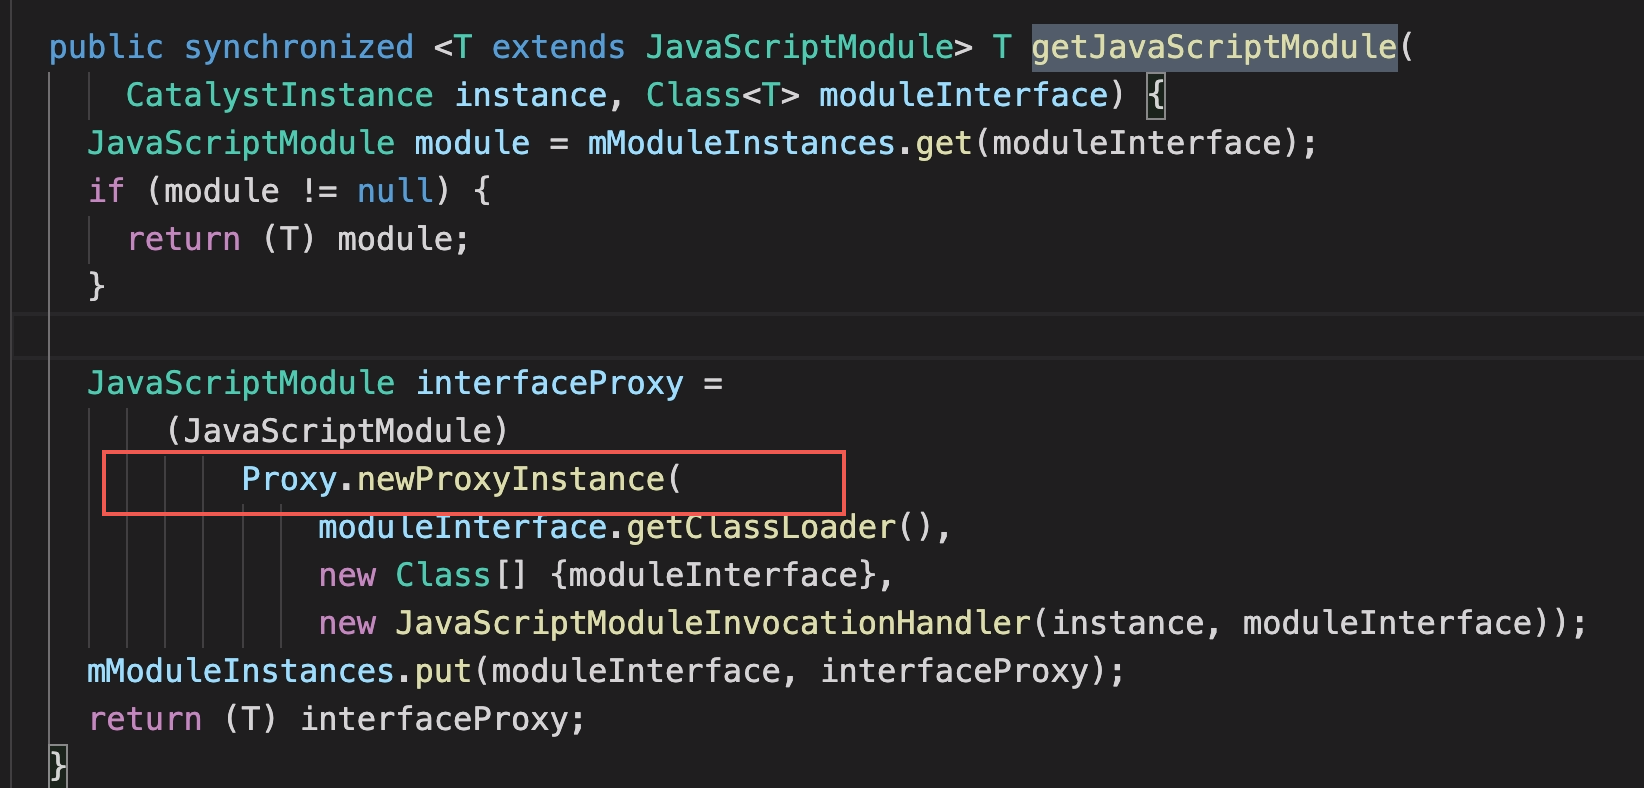 public synchronized <T extends JavaScriptModule> T getJavaScriptModule(
CatalystInstance instance, Class<T> moduleInterface) {
JavaScriptModule module = mModuleInstances.get(moduleInterface);
if (module != null) {
return (T) module;
}
JavaScriptModule interfaceProxy =
(JavaScriptModule)
Proxy.newProxyInstance(
moduleInterface.getClassLoader(),
new Class[] {moduleInterface},
new JavaScriptModuleInvocationHandler(instance, moduleInterface));
mModuleInstances.put(moduleInterface, interfaceProxy);
return (T) interfaceProxy;
}